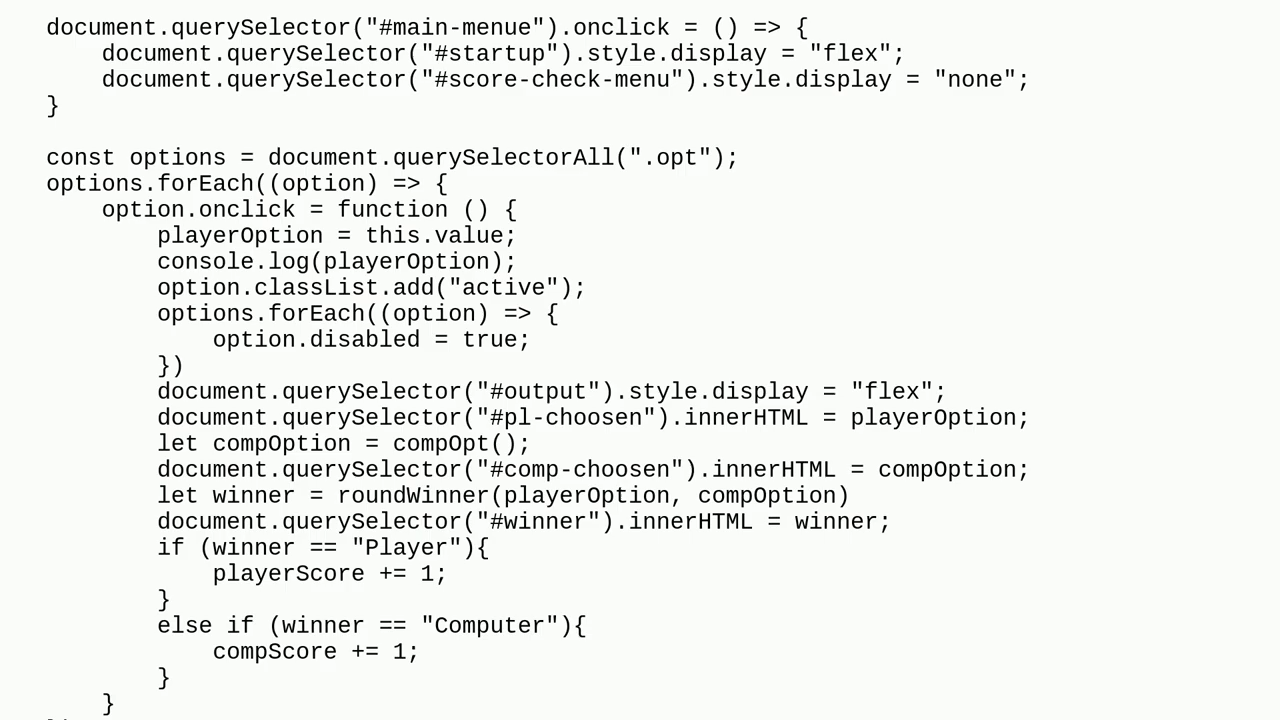 document.querySelector("#main-menue").onclick = () => {
    document.querySelector("#startup").style.display = "flex";
    document.querySelector("#score-check-menu").style.display = "none";
}

const options = document.querySelectorAll(".opt");
options.forEach((option) => {
    option.onclick = function () {
        playerOption = this.value;
        console.log(playerOption);
        option.classList.add("active");
        options.forEach((option) => {
            option.disabled = true;
        })
        document.querySelector("#output").style.display = "flex";
        document.querySelector("#pl-choosen").innerHTML = playerOption;
        let compOption = compOpt();
        document.querySelector("#comp-choosen").innerHTML = compOption;
        let winner = roundWinner(playerOption, compOption)
        document.querySelector("#winner").innerHTML = winner;
        if (winner == "Player"){
            playerScore += 1;
        }
        else if (winner == "Computer"){
            compScore += 1;
        }
    }